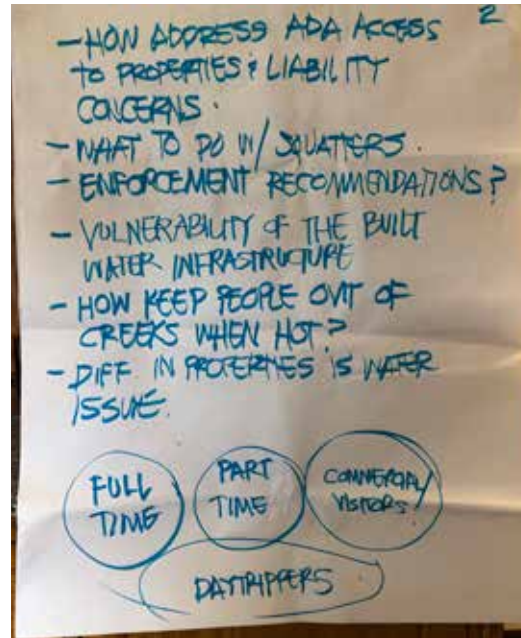 2
- HOW ADDRESS ADA ACCESS
to PROPERTIES & LIABILITY
CONCERNS.
- WHAT TO DO W/ SQUATTERS.
- ENFORCEMENT RECOMMENDATIONS?
- VULNERABILITY OF THE BUILT
WATER INFRASTRUCTURE
- HOW KEEP PEOPLE OUT OF
CREEKS WHEN HOT?
- DIFF IN PROPERTIES IS WATER
ISSUE.
FULL
TIME
PART
TIME
COMMERCIAL/
VISITORS
DAYTRIPPERS